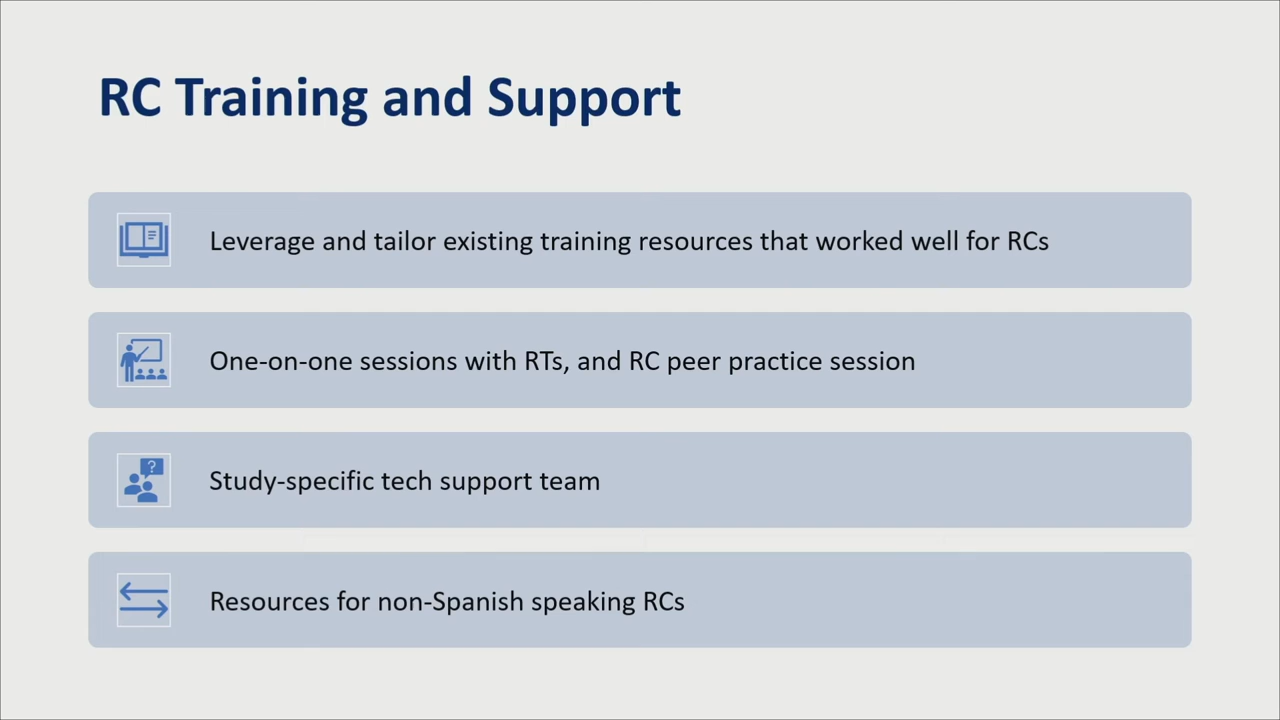 RC Training and Support
Leverage and tailor existing training resources that worked well for RCs
One-on-one sessions with RTs, and RC peer practice session
?
Study-specific tech support team
Resources for non-Spanish speaking RCs